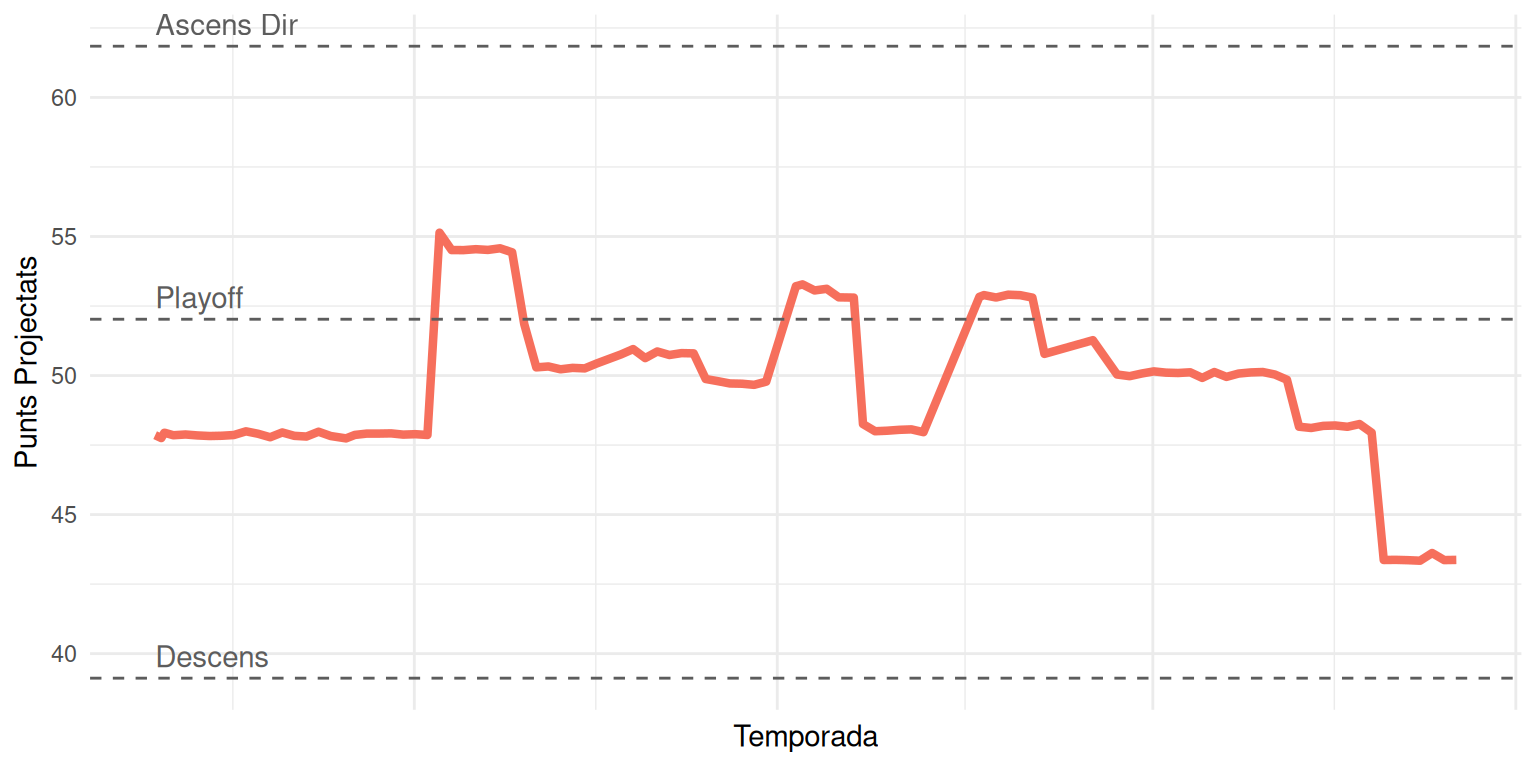 Ascens Dir
60
55
Playoff
50
45
Descens
40
Punts Projectats
Temporada